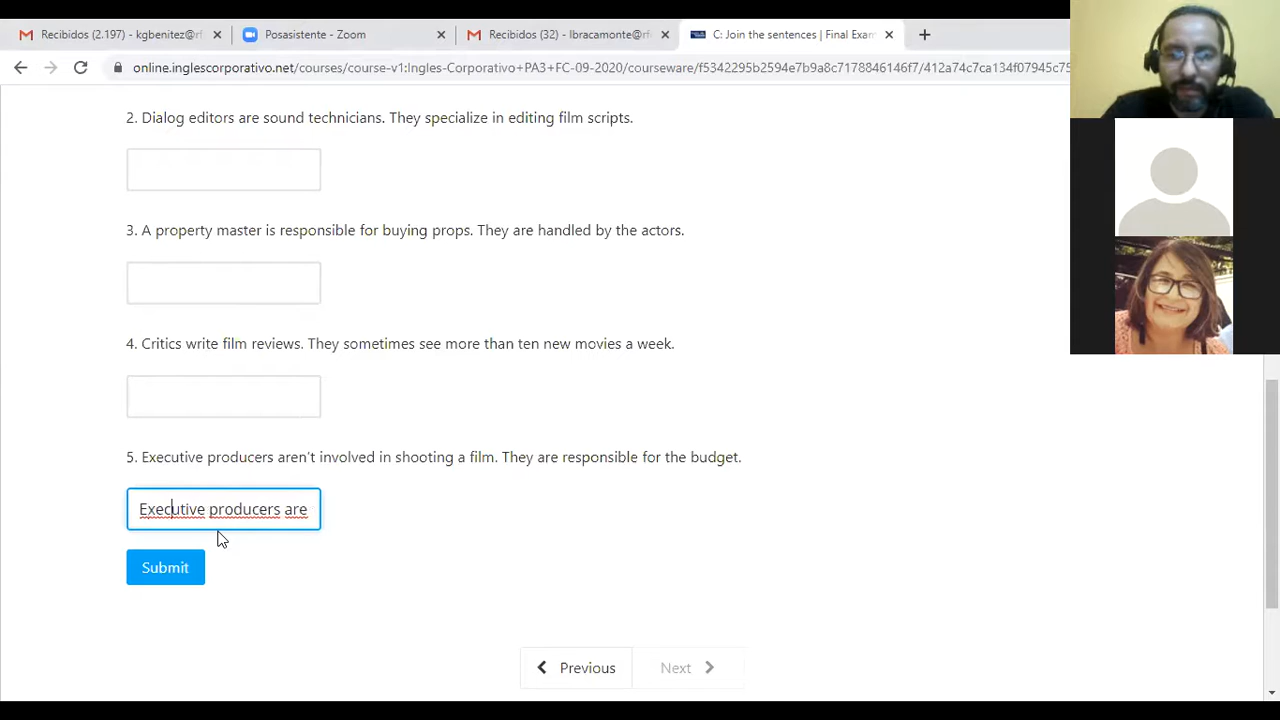 Recibidos (2.197) - kgbenitez@rf
Posasistente - Zoom
Recibidos (32) - lbracamonte@rf
C: Join the sentences | Final Exam
online.inglescorporativo.net/courses/course-v1:Ingles-Corporativo+PA3+FC-09-2020/courseware/f5342295b2594e7b9a8c7178846146f7/412a74c7ca134f07945c75
2. Dialog editors are sound technicians. They specialize in editing film scripts.
3. A property master is responsible for buying props. They are handled by the actors.
4. Critics write film reviews. They sometimes see more than ten new movies a week.
5. Executive producers aren't involved in shooting a film. They are responsible for the budget.
Executive producers are
Submit
Previous
Next